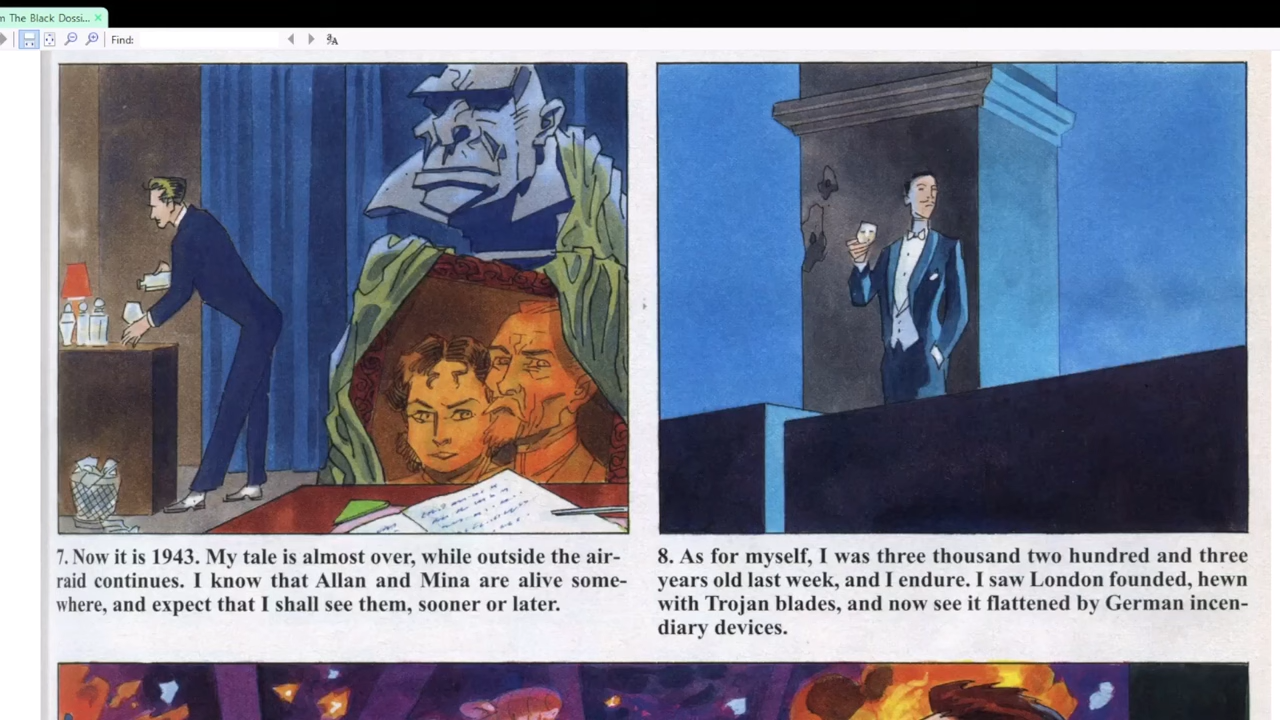 m The Black Dossi...
Find:
7. Now it is 1943. My tale is almost over, while outside the air-
raid continues. I know that Allan and Mina are alive some-
where, and expect that I shall see them, sooner or later.
8. As for myself, I was three thousand two hundred and three
years old last week, and I endure. I saw London founded, hewn
with Trojan blades, and now see it flattened by German incen-
diary devices.